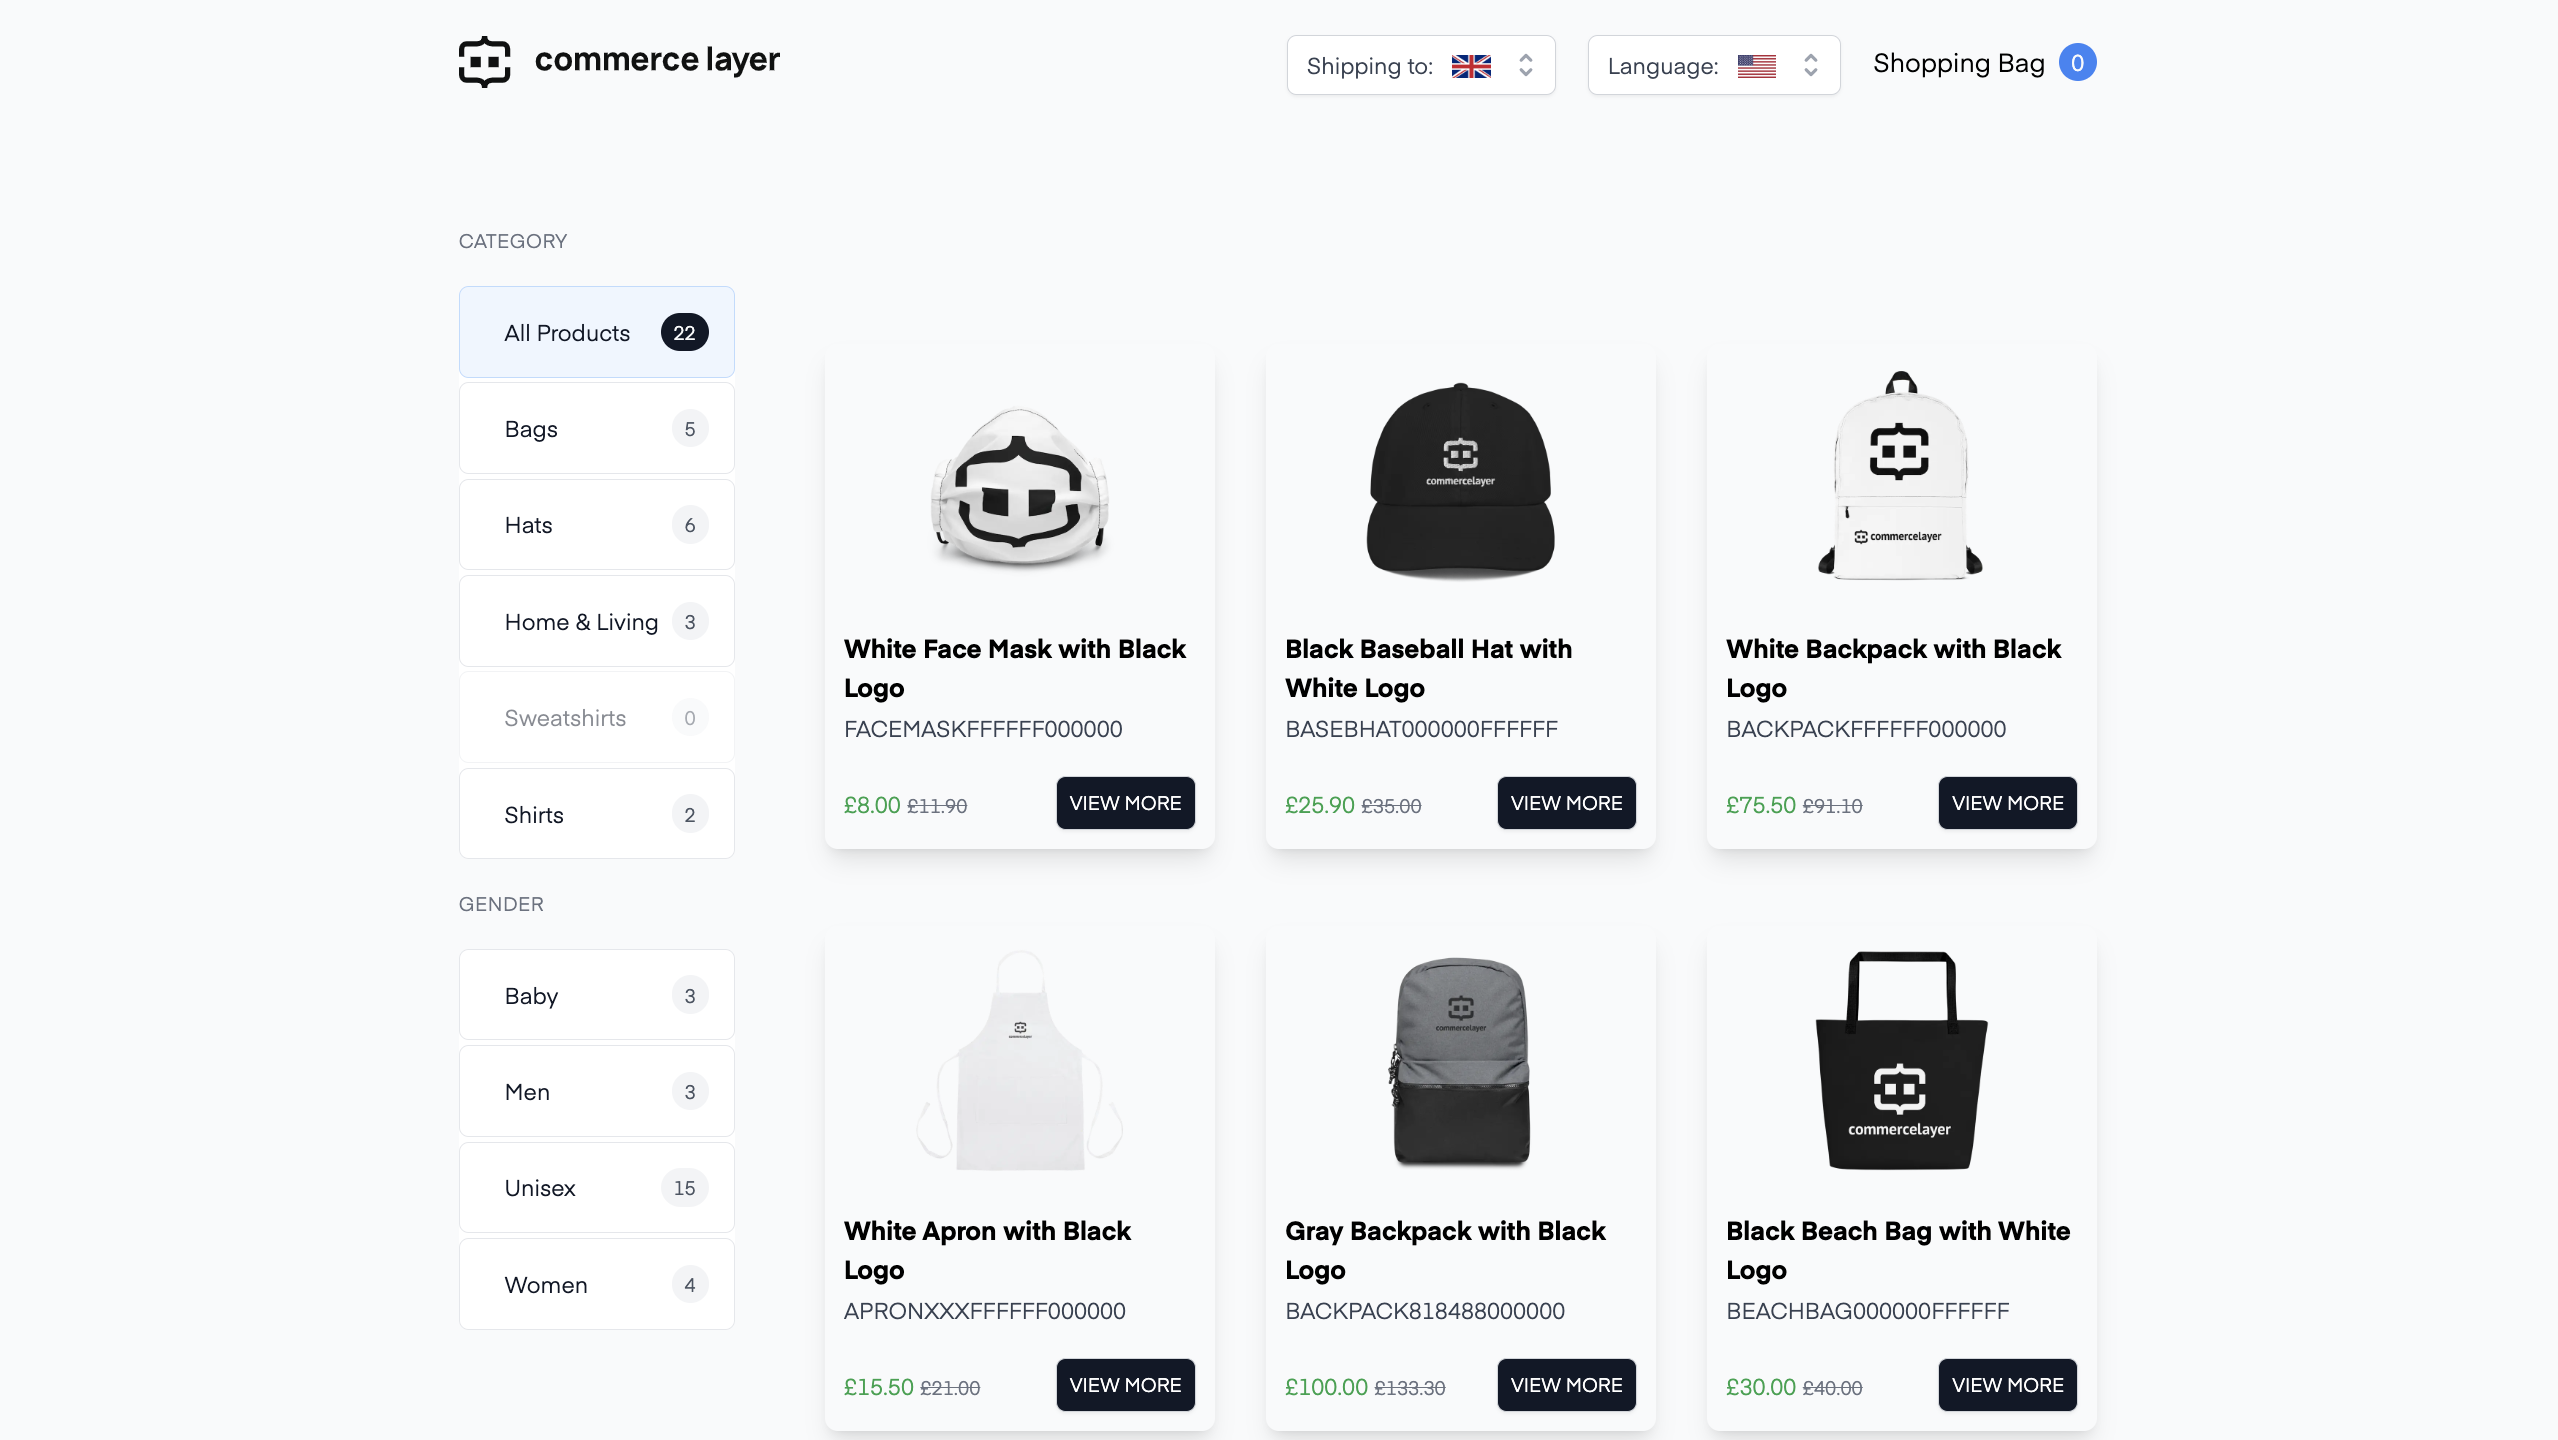 commerce layer
Shipping to:
Language:
Shopping Bag 0
CATEGORY
All Products 22
Bags 5
Hats 6
Home & Living 3
Sweatshirts 0
Shirts 2
GENDER
Baby 3
Men 3
Unisex 15
Women 4
White Face Mask with Black
Logo
FACEMASKFFFFFF000000
£8.00 £11.90 VIEW MORE
commercelayer
Black Baseball Hat with
White Logo
BASEBHAT000000FFFFFF
£25.90 £35.00 VIEW MORE
commercelayer
White Backpack with Black
Logo
BACKPACKFFFFFF000000
£75.50 £91.10 VIEW MORE
commercelayer
White Apron with Black
Logo
APRONXXXFFFFFF000000
£15.50 £21.00 VIEW MORE
commercelayer
Gray Backpack with Black
Logo
BACKPACK818488000000
£100.00 £133.30 VIEW MORE
commercelayer
Black Beach Bag with White
Logo
BEACHBAG000000FFFFFF
£30.00 £40.00 VIEW MORE